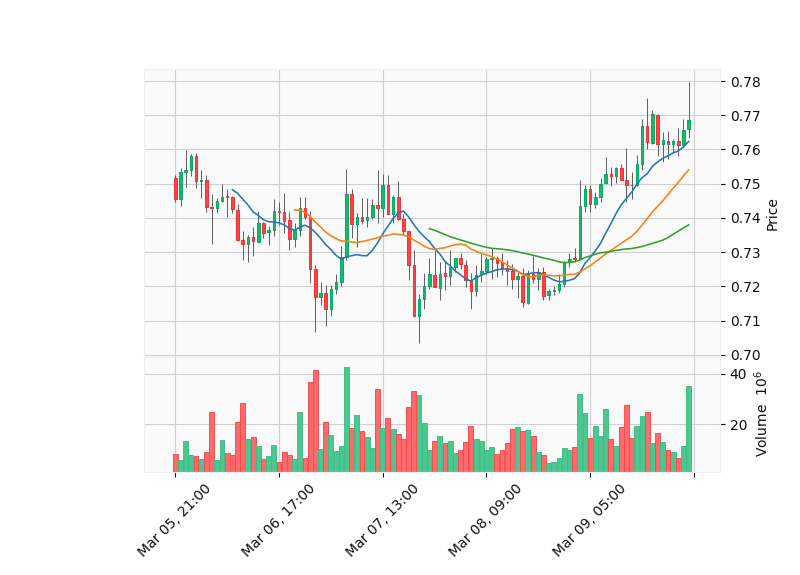 0.78
0.77
0.76
0.75
0.74
0.73
0.72
0.71
0.70
Price
40
20
Volume 10^6
Mar 05, 21:00
Mar 06, 17:00
Mar 07, 13:00
Mar 08, 09:00
Mar 09, 05:00